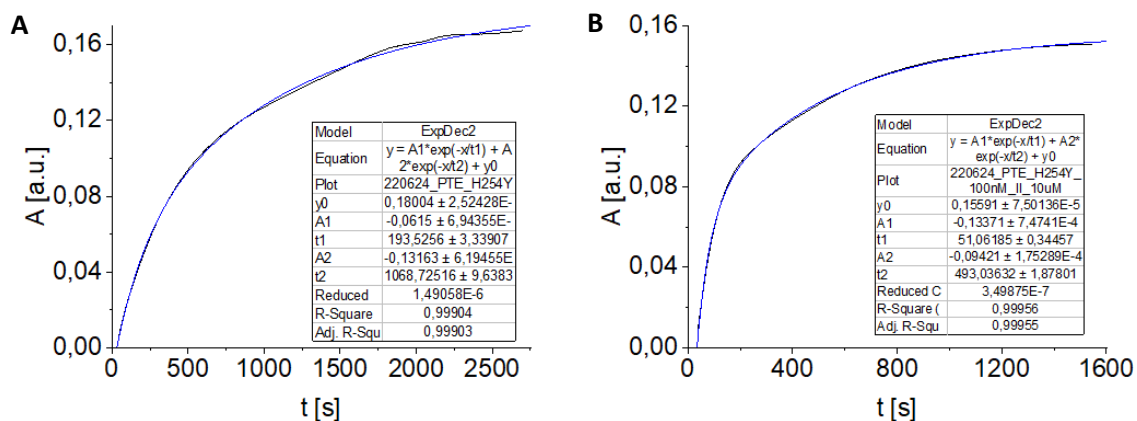 A
A [a.u.]
0,16
0,12
0,08
0,04
0,00
0 500 1000 1500 2000 2500
t [s]
Model ExpDec2
Equation y = A1*exp(-x/t1) + A
2*exp(-x/t2) + y0
Plot 220624_PTE_H254Y
y0 0,18004 ± 2,52428E-
A1 -0,0615 ± 6,94355E-
t1 193,5256 ± 3,33907
A2 -0,13163 ± 6,19455E
t2 1068,72516 ± 9,6383
Reduced 1,49058E-6
R-Square 0,99904
Adj. R-Squ 0,99903
B
A [a.u.]
0,16
0,12
0,08
0,04
0,00
0 400 800 1200 1600
t [s]
Model ExpDec2
Equation y = A1*exp(-x/t1) + A2*
exp(-x/t2) + y0
Plot 220624_PTE_H254Y_
100nM_II_10uM
y0 0,15591 ± 7,50136E-5
A1 -0,13371 ± 7,4741E-4
t1 51,06185 ± 0,34457
A2 -0,09421 ± 1,75289E-4
t2 493,03632 ± 1,87801
Reduced C 3,49875E-7
R-Square ( 0,99956
Adj. R-Squ 0,99955